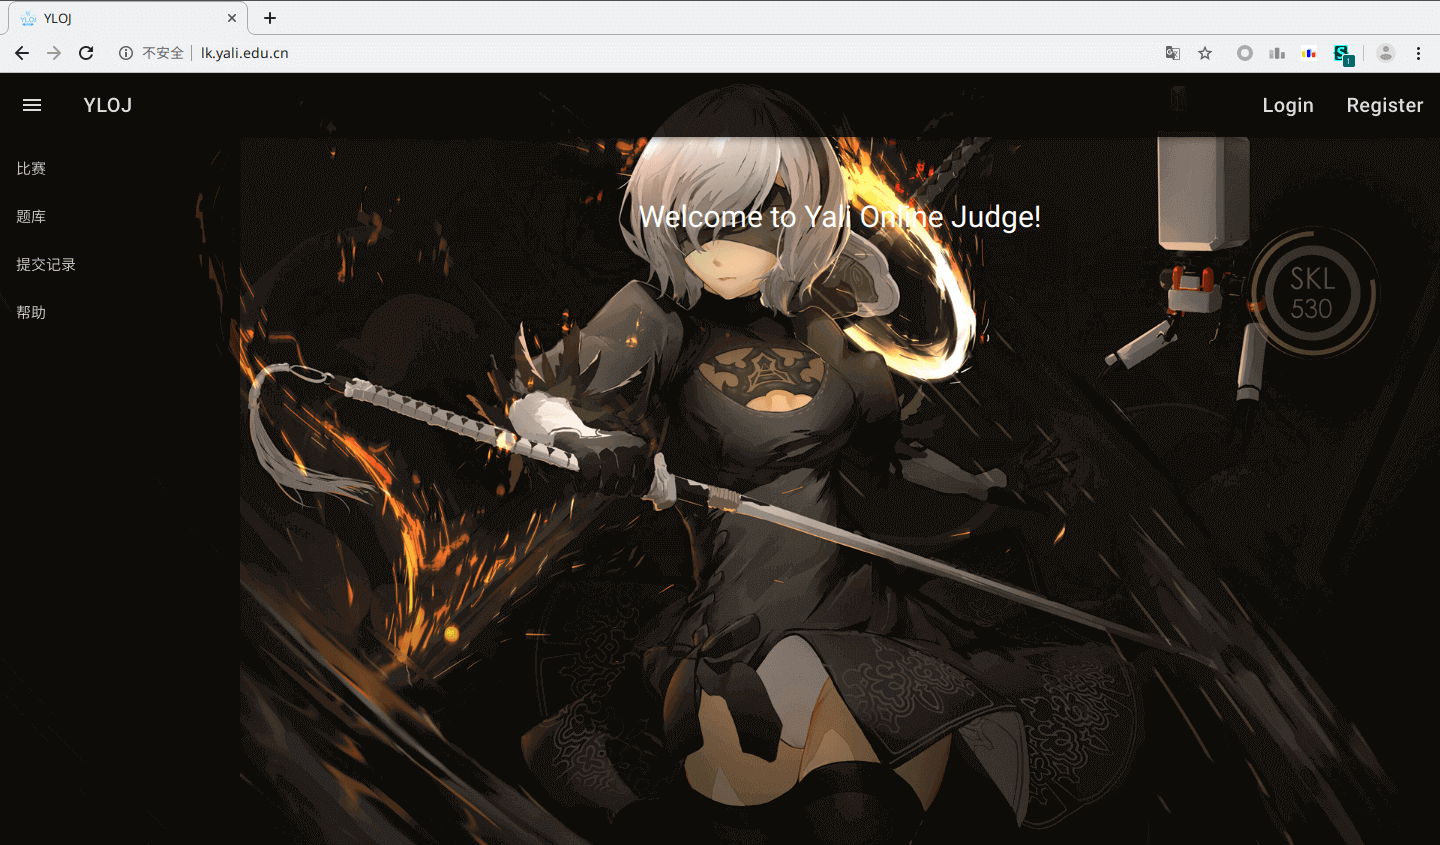 YLOJ
不安全 lk.yali.edu.cn
1
YLOJ
Login Register
比赛
题库
提交记录
帮助
Welcome to Yali Online Judge!
SKL
530